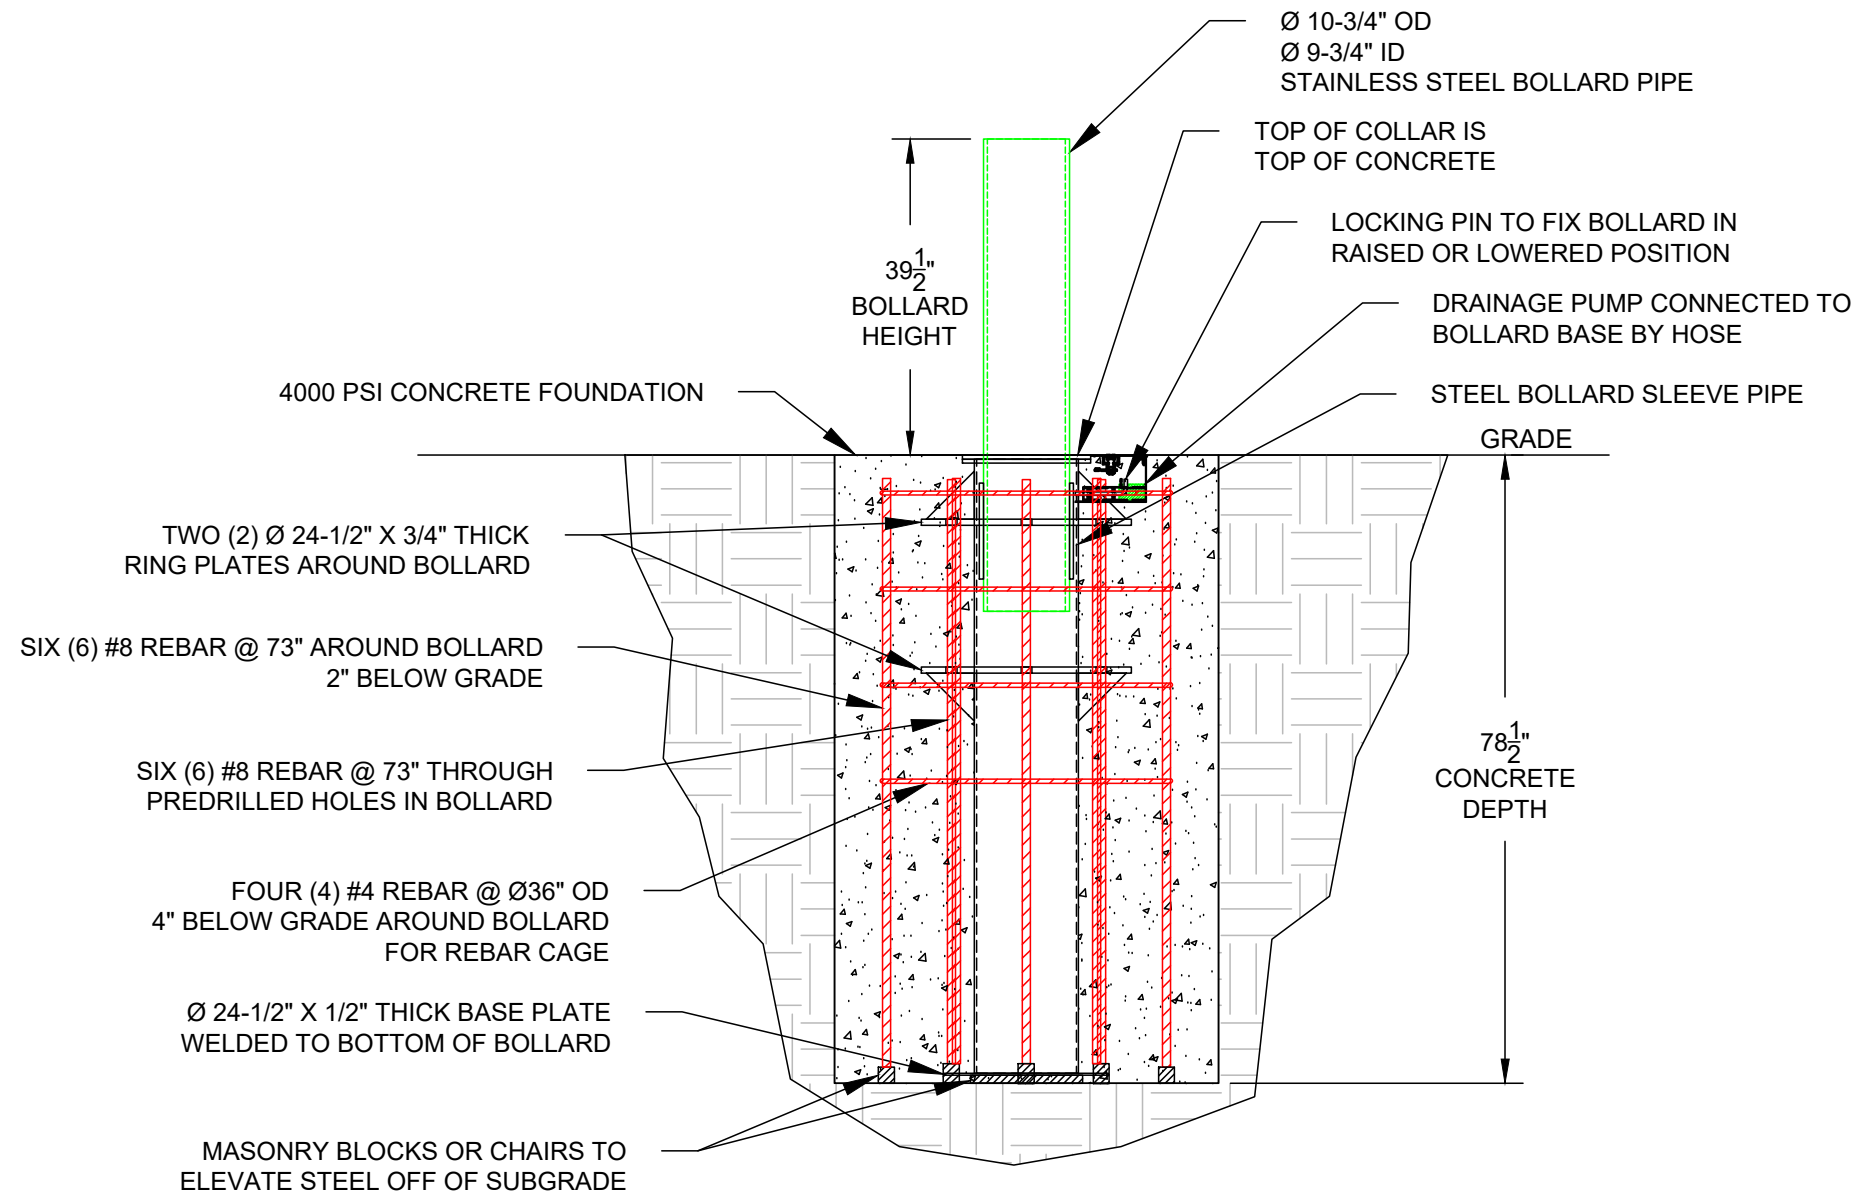 Ø 10-3/4" OD
Ø 9-3/4" ID
STAINLESS STEEL BOLLARD PIPE
TOP OF COLLAR IS
TOP OF CONCRETE
LOCKING PIN TO FIX BOLLARD IN
RAISED OR LOWERED POSITION
DRAINAGE PUMP CONNECTED TO
BOLLARD BASE BY HOSE
STEEL BOLLARD SLEEVE PIPE
GRADE
39 1/2"
BOLLARD
HEIGHT
4000 PSI CONCRETE FOUNDATION
TWO (2) Ø 24-1/2" X 3/4" THICK
RING PLATES AROUND BOLLARD
SIX (6) #8 REBAR @ 73" AROUND BOLLARD
2" BELOW GRADE
SIX (6) #8 REBAR @ 73" THROUGH
PREDRILLED HOLES IN BOLLARD
FOUR (4) #4 REBAR @ Ø36" OD
4" BELOW GRADE AROUND BOLLARD
FOR REBAR CAGE
Ø 24-1/2" X 1/2" THICK BASE PLATE
WELDED TO BOTTOM OF BOLLARD
MASONRY BLOCKS OR CHAIRS TO
ELEVATE STEEL OFF OF SUBGRADE
78 1/2"
CONCRETE
DEPTH